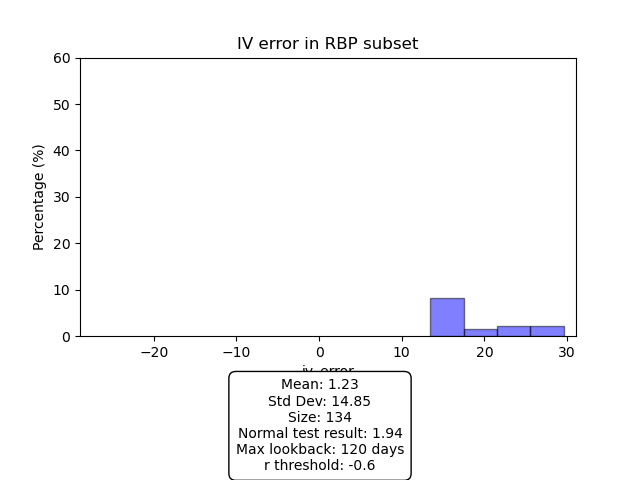 IV error in RBP subset
60
50
40
30
20
10
0
Percentage (%)
−20
−10
0
10
20
30
iv_error
Mean: 1.23
Std Dev: 14.85
Size: 134
Normal test result: 1.94
Max lookback: 120 days
r threshold: -0.6